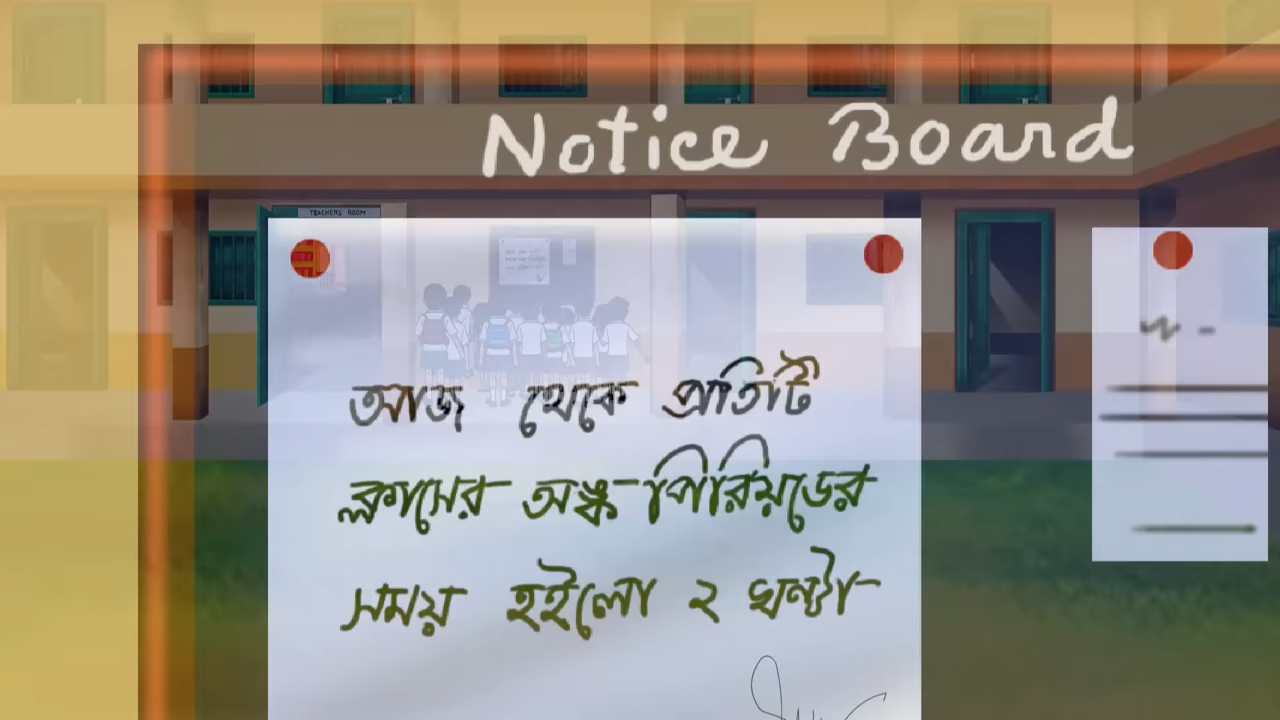 Notice Board
TEACHERS ROOM
আজ থেকে প্রতিটি
ক্লাসের অঙ্ক পিরিয়ডের
সময় হইলো ২ ঘন্টা